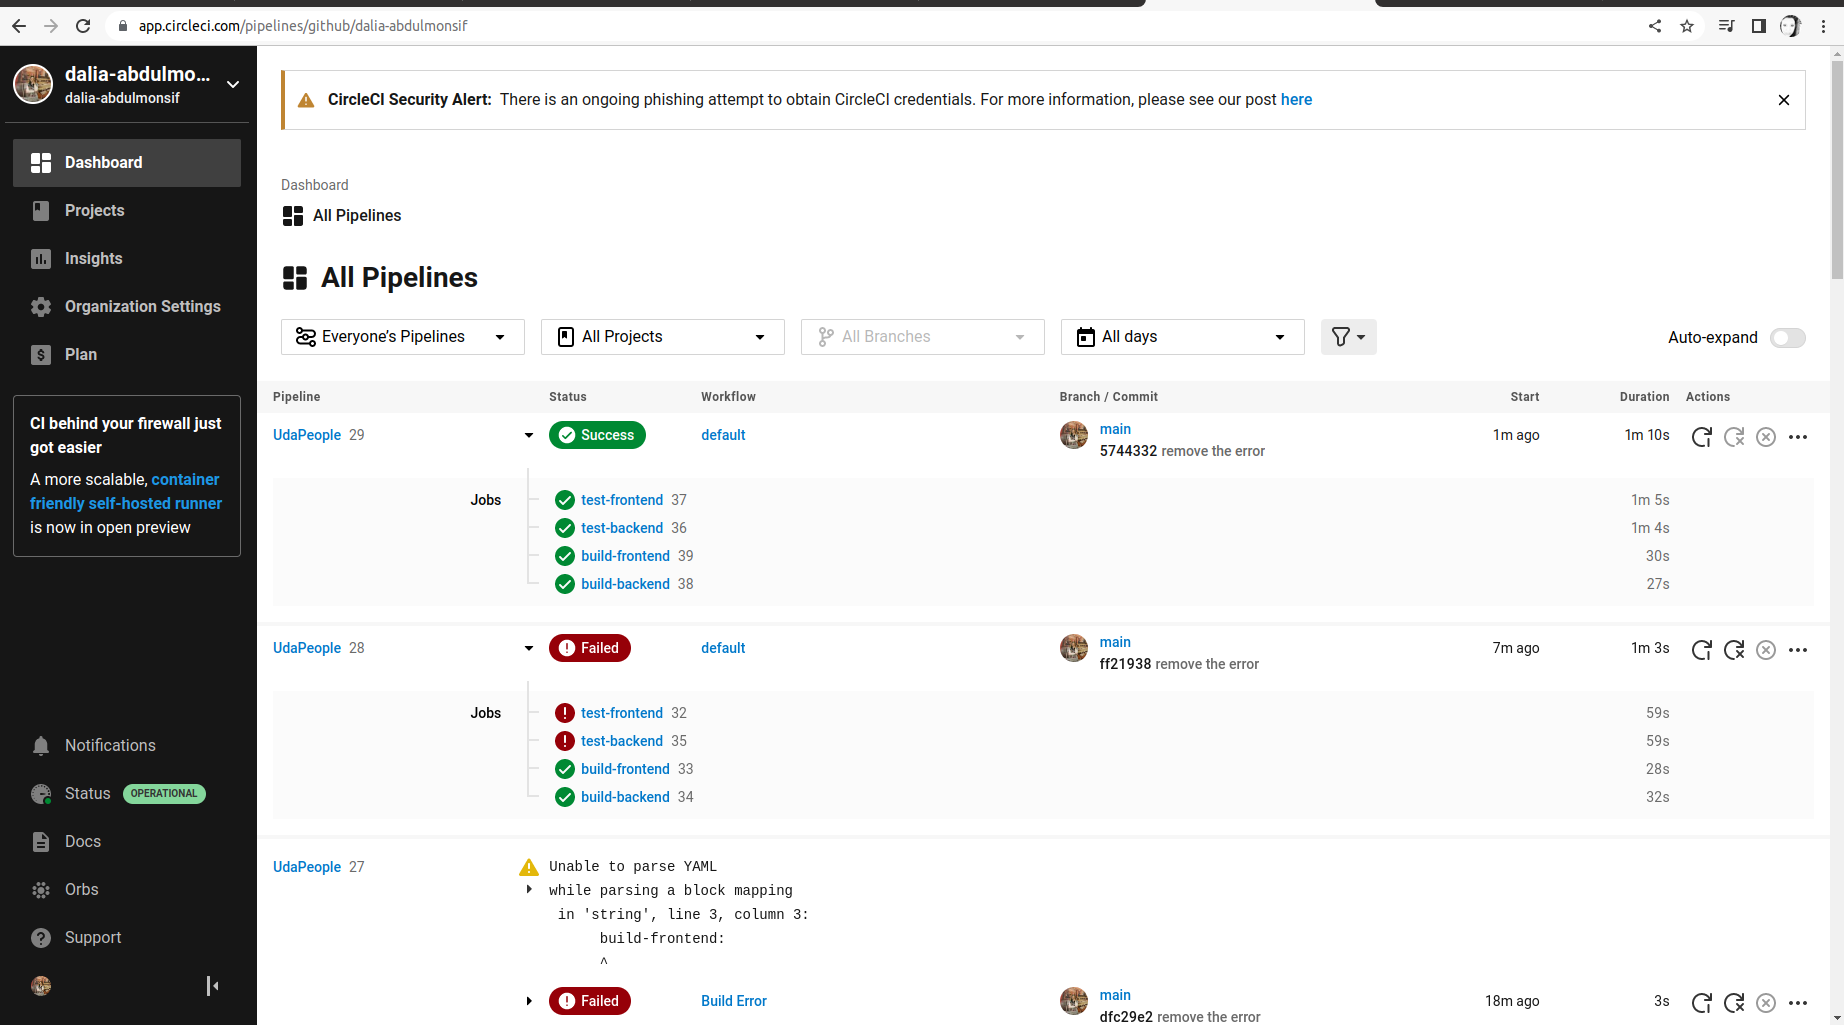 app.circleci.com/pipelines/github/dalia-abdulmonsif
dalia-abdulmo...
dalia-abdulmonsif
Dashboard
Projects
Insights
Organization Settings
Plan
CI behind your firewall just
got easier
A more scalable, container
friendly self-hosted runner
is now in open preview
Notifications
Status OPERATIONAL
Docs
Orbs
Support
CircleCI Security Alert: There is an ongoing phishing attempt to obtain CircleCI credentials. For more information, please see our post here
Dashboard
All Pipelines
All Pipelines
Everyone’s Pipelines All Projects All Branches All days Auto-expand
Pipeline Status Workflow Branch / Commit Start Duration Actions
UdaPeople 29 Success default main 1m ago 1m 10s
5744332 remove the error
Jobs test-frontend 37 1m 5s
test-backend 36 1m 4s
build-frontend 39 30s
build-backend 38 27s
UdaPeople 28 Failed default main 7m ago 1m 3s
ff21938 remove the error
Jobs test-frontend 32 59s
test-backend 35 59s
build-frontend 33 28s
build-backend 34 32s
UdaPeople 27 Unable to parse YAML
while parsing a block mapping
in 'string', line 3, column 3:
build-frontend:
^
Failed Build Error main 18m ago 3s
dfc29e2 remove the error